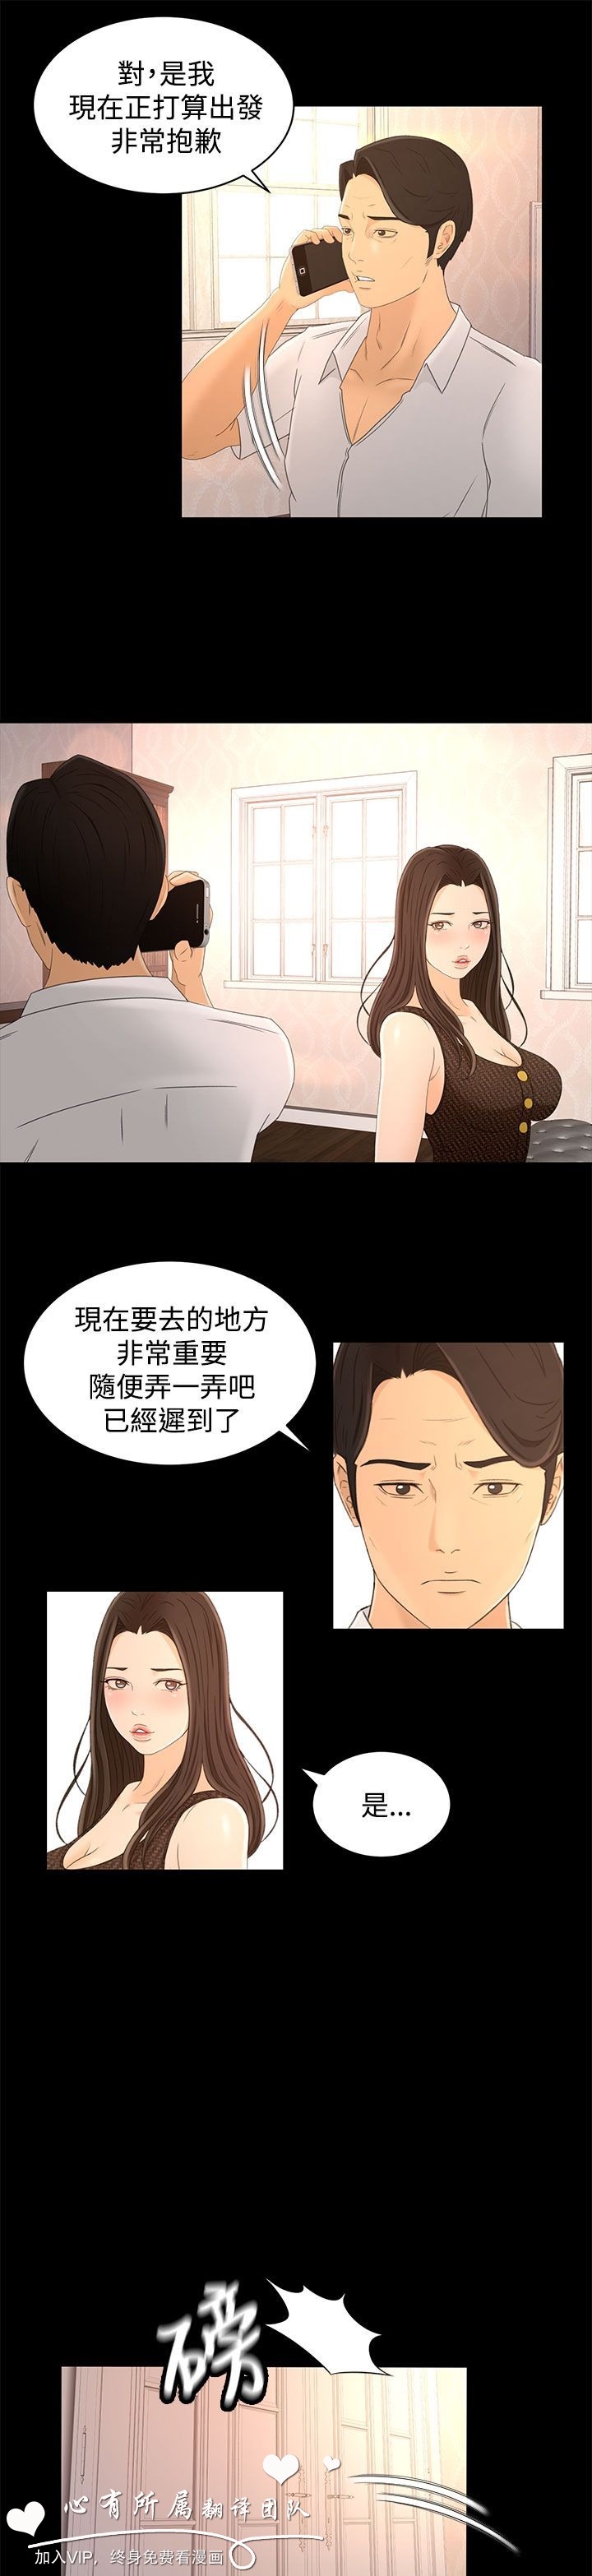 對,是我
現在正打算出發
非常抱歉
現在要去的地方
非常重要
隨便弄一弄吧
已經遲到了
是...
磅
心有所属翻译团队
加入VIP，终身免费看漫画